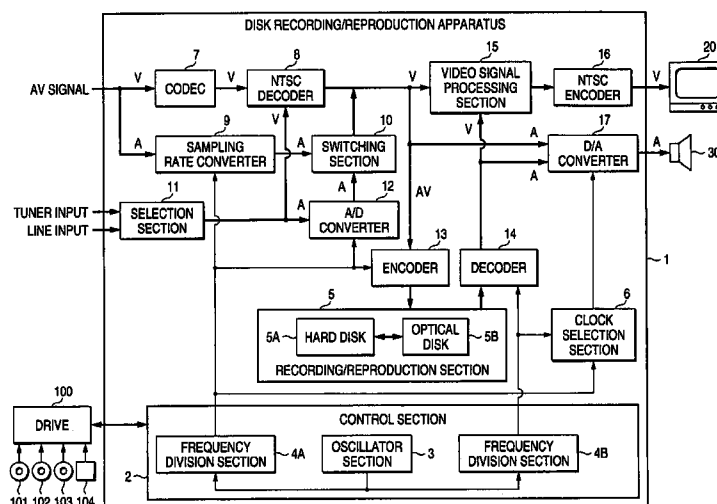 DISK RECORDING/REPRODUCTION APPARATUS
7
8
15
16
20
AV SIGNAL
V
CODEC
V
NTSC
DECODER
V
VIDEO SIGNAL
PROCESSING
SECTION
NTSC
ENCODER
V
9
V
10
V
17
A
SAMPLING
RATE CONVERTER
A
SWITCHING
SECTION
A
D/A
CONVERTER
A
30
11
A
12
A
TUNER INPUT
LINE INPUT
SELECTION
SECTION
A
A/D
CONVERTER
AV
13
14
ENCODER
DECODER
1
5
6
5A
HARD DISK
OPTICAL
DISK
5B
CLOCK
SELECTION
SECTION
RECORDING/REPRODUCTION SECTION
100
DRIVE
CONTROL SECTION
FREQUENCY
DIVISION SECTION
OSCILLATOR
SECTION
FREQUENCY
DIVISION SECTION
2
4A
3
4B
101 102 103 104